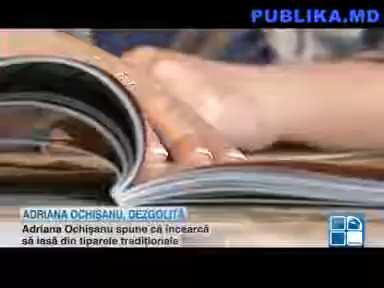 PUBLIKA.MD
ADRIANA OCHIȘANU, DEZGOLITĂ
Adriana Ochișanu spune că încearcă
să iasă din tiparele tradiționale